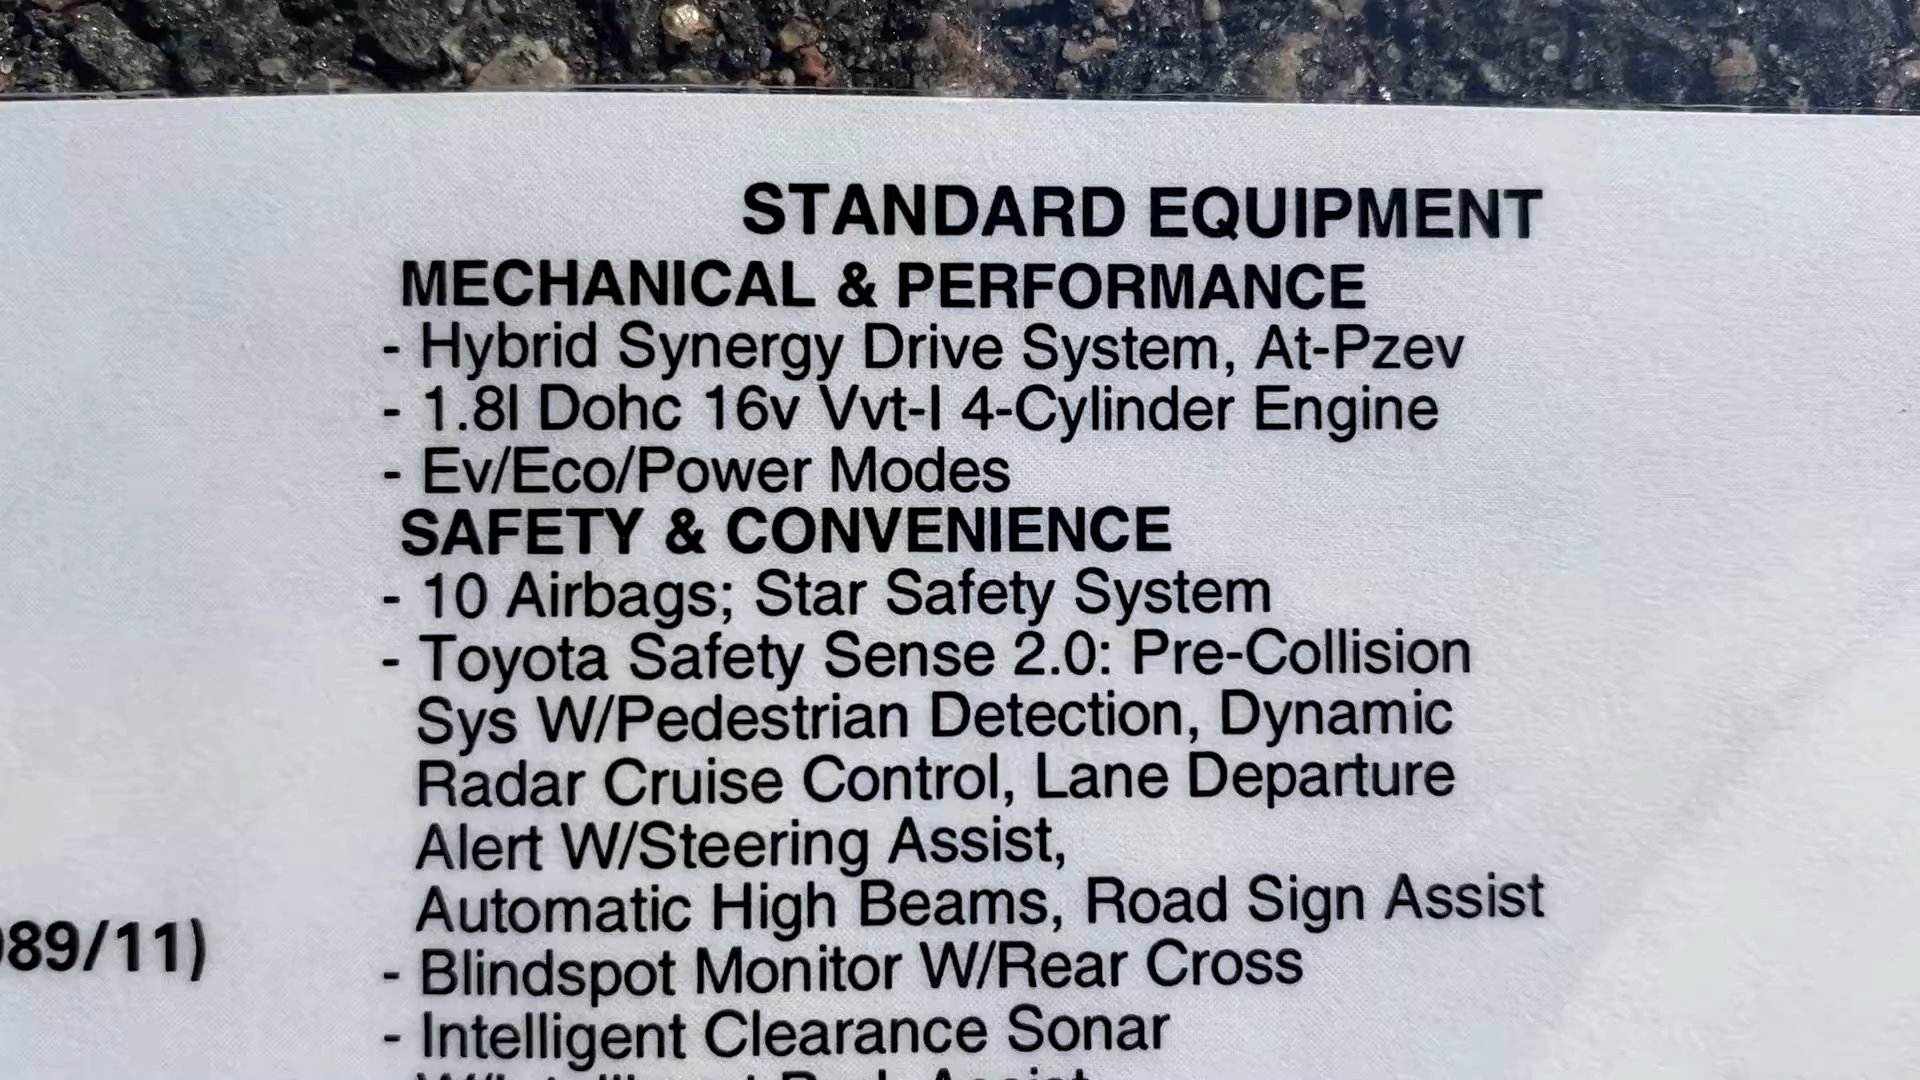 STANDARD EQUIPMENT
MECHANICAL & PERFORMANCE
- Hybrid Synergy Drive System, At-Pzev
- 1.8l Dohc 16v Vvt-I 4-Cylinder Engine
- Ev/Eco/Power Modes
SAFETY & CONVENIENCE
- 10 Airbags; Star Safety System
- Toyota Safety Sense 2.0: Pre-Collision
Sys W/Pedestrian Detection, Dynamic
Radar Cruise Control, Lane Departure
Alert W/Steering Assist,
Automatic High Beams, Road Sign Assist
89/11)
- Blindspot Monitor W/Rear Cross
- Intelligent Clearance Sonar